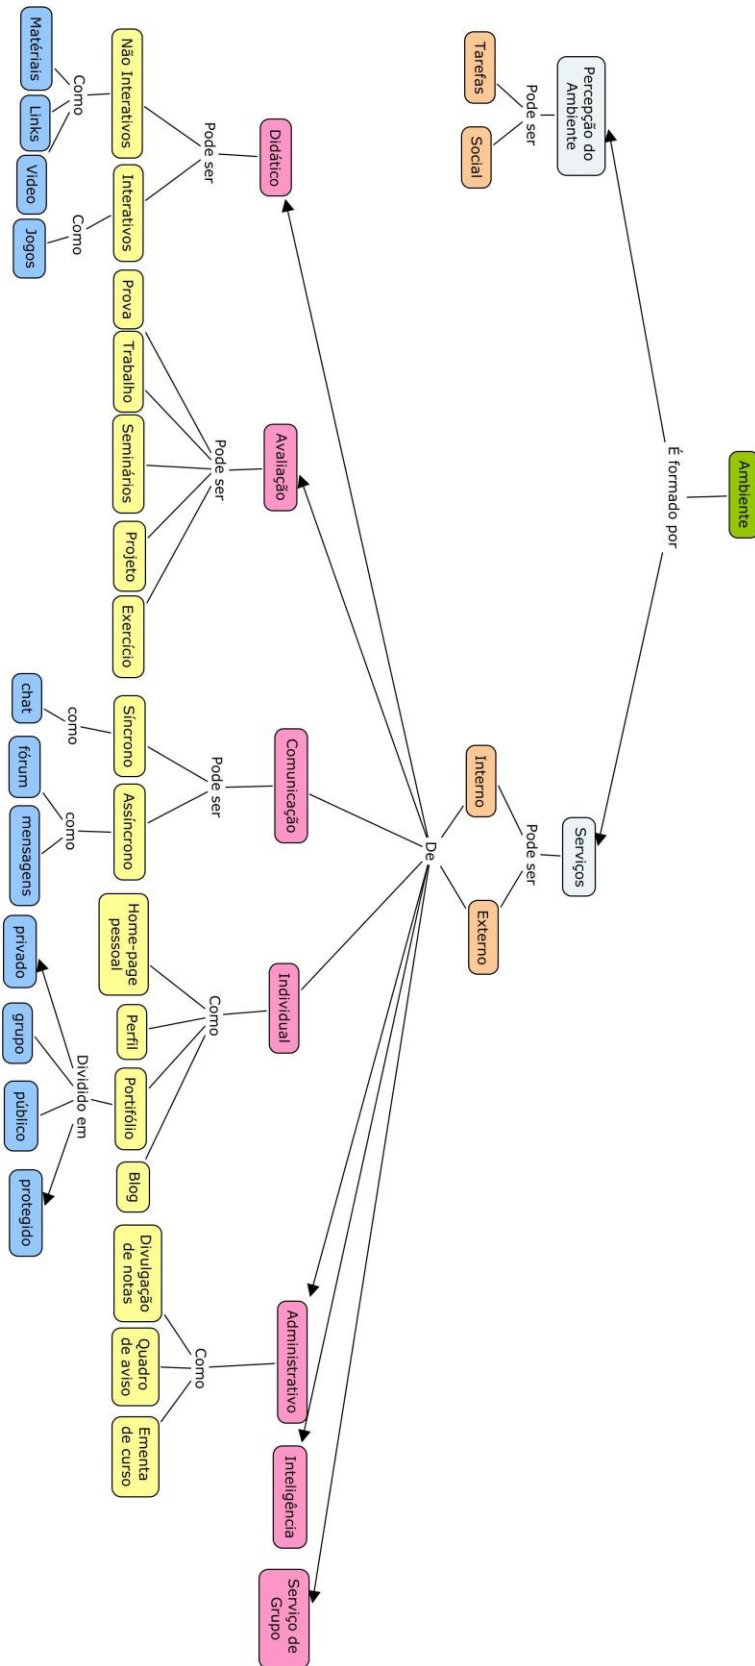 Ambiente
É formado por
Percepção do
Ambiente
Serviços
Pode ser
Pode ser
Tarefas
Social
Interno
Externo
De
Didático
Avaliação
Comunicação
Individual
Administrativo
Inteligência
Serviço de
Grupo
Pode ser
Pode ser
Pode ser
Como
Como
Não Interativos
Interativos
Prova
Trabalho
Seminários
Projeto
Exercício
Síncrono
Assíncrono
Home-page
pessoal
Perfil
Portifólio
Blog
Divulgação
de notas
Quadro
de aviso
Ementa
de curso
Como
Como
como
como
Dividido em
Matériais
Links
Video
Jogos
chat
fórum
mensagens
privado
grupo
público
protegido